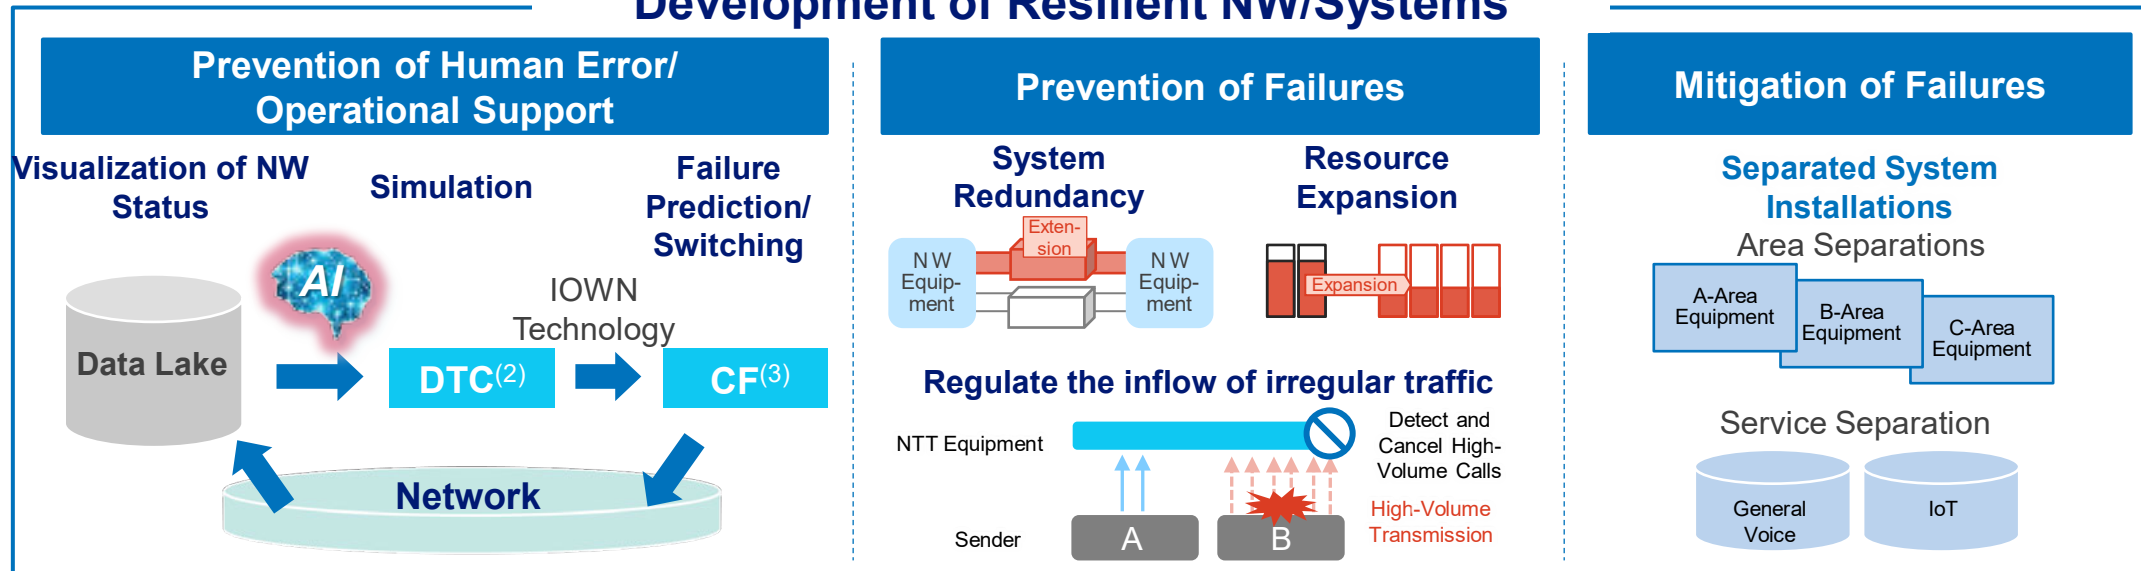 Development of Resilient NW/Systems
Prevention of Human Error/
Operational Support
Visualization of NW
Status
Simulation
Failure
Prediction/
Switching
AI
IOWN
Technology
Data Lake
DTC(2)
CF(3)
Network
Prevention of Failures
System
Redundancy
Resource
Expansion
Exten-
sion
NW
Equip-
ment
NW
Equip-
ment
Expansion
Regulate the inflow of irregular traffic
NTT Equipment
Detect and
Cancel High-
Volume Calls
High-Volume
Transmission
Sender
A
B
Mitigation of Failures
Separated System
Installations
Area Separations
A-Area
Equipment
B-Area
Equipment
C-Area
Equipment
Service Separation
General
Voice
IoT